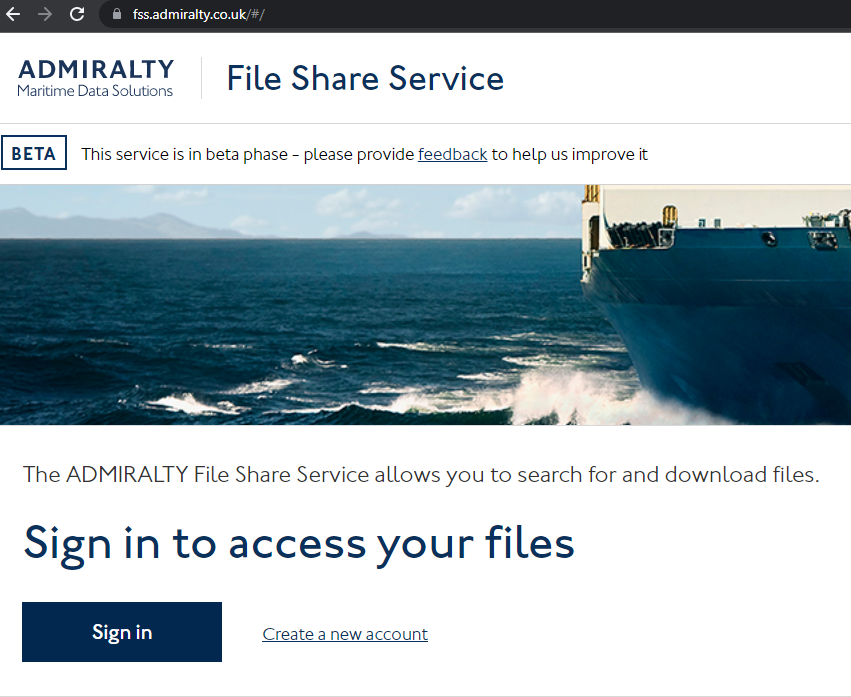 fss.admiralty.co.uk/#/
ADMIRALTY
Maritime Data Solutions
File Share Service
BETA
This service is in beta phase - please provide feedback to help us improve it
The ADMIRALTY File Share Service allows you to search for and download files.
Sign in to access your files
Sign in
Create a new account